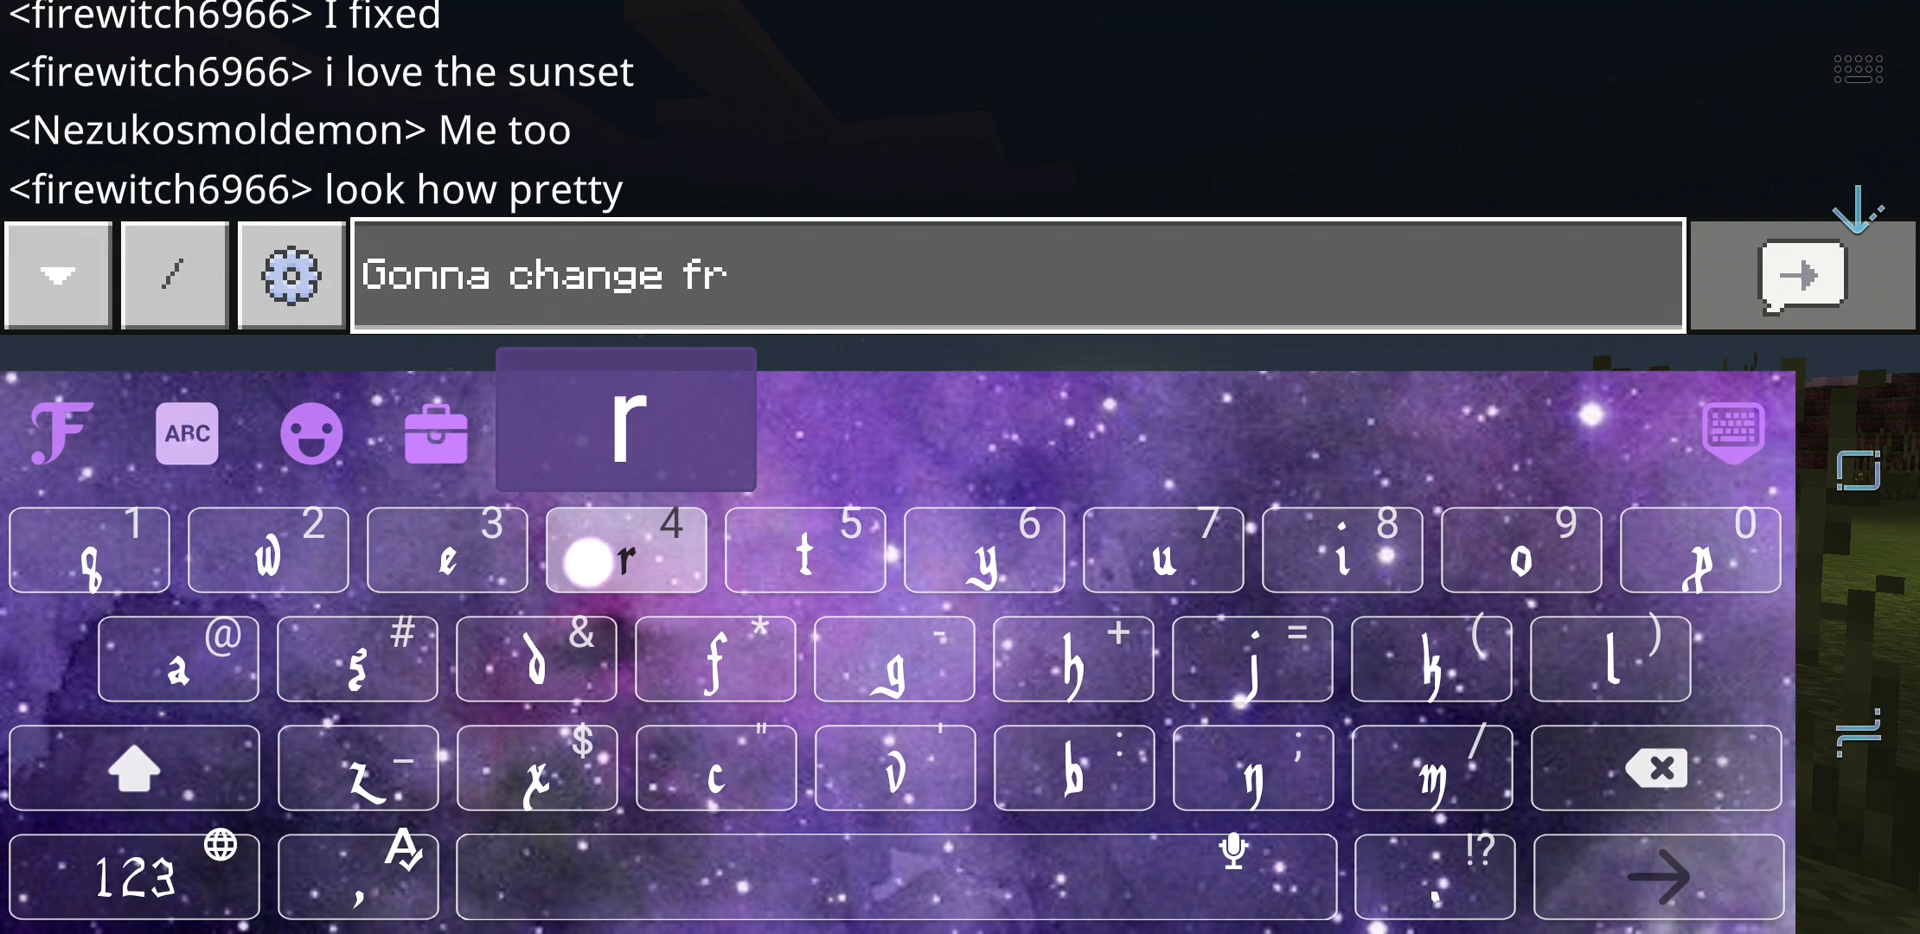 <firewitch6966> I fixed
<firewitch6966> i love the sunset
<Nezukosmoldemon> Me too
<firewitch6966> look how pretty
/
Gonna change fr
r
F ABC
1 2 3 4 5 6 7 8 9 0
q w e r t y u i o p
@ # & * - + = ( )
a s d f g h j k l
_ $ " ' : ; /
z x c v b n m
A !?
123 , .